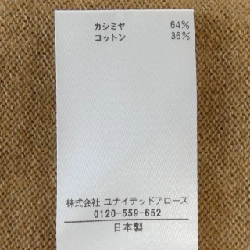 カシミヤ 64%
コットン 36%
株式会社 ユナイテッドアローズ
0120-559-652
日本製